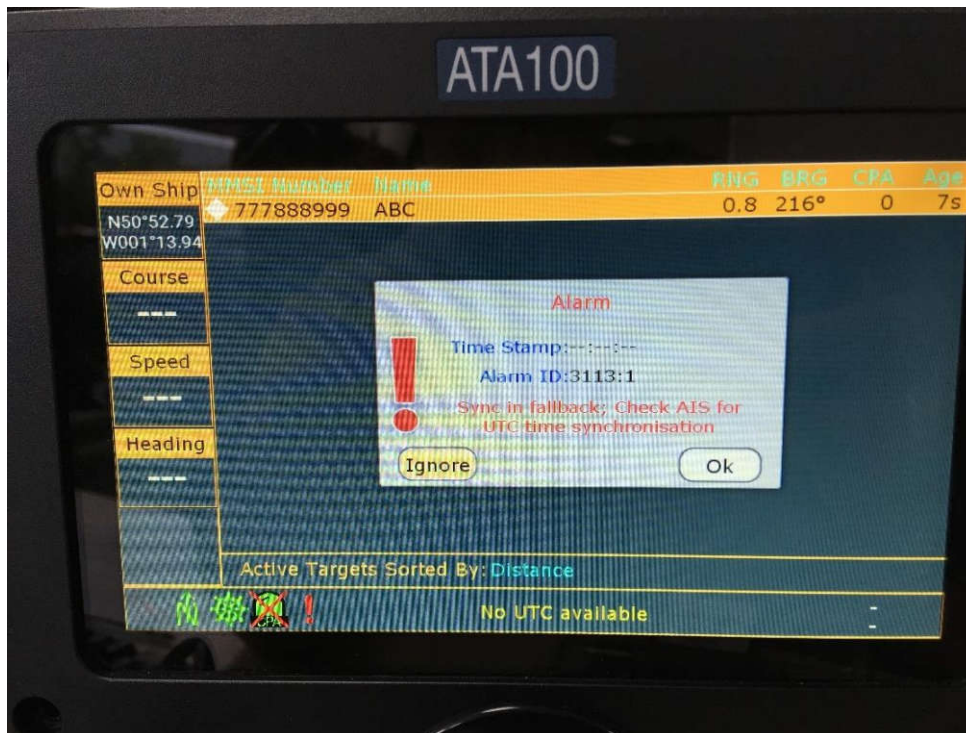 ATA100
Own Ship MMSI Number Name RNG BRG CPA Age
777888999 ABC 0.8 216° 0 7s
N50°52.79
W001°13.94
Course
---
Speed
---
Heading
---
Alarm
Time Stamp:--:--:--
Alarm ID:3113:1
Sync in fallback; Check AIS for
UTC time synchronisation
Ignore Ok
Active Targets Sorted By: Distance
CPA ! No UTC available -
-